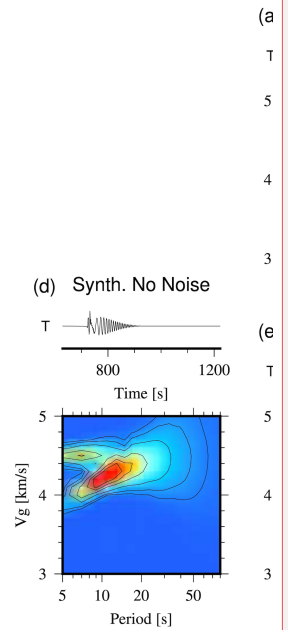 (a
T
5
4
3
(d) Synth. No Noise
T
800 1200
Time [s]
(e
T
5
4
3
Vg [km/s]
5 10 20 50
Period [s]
5
4
3